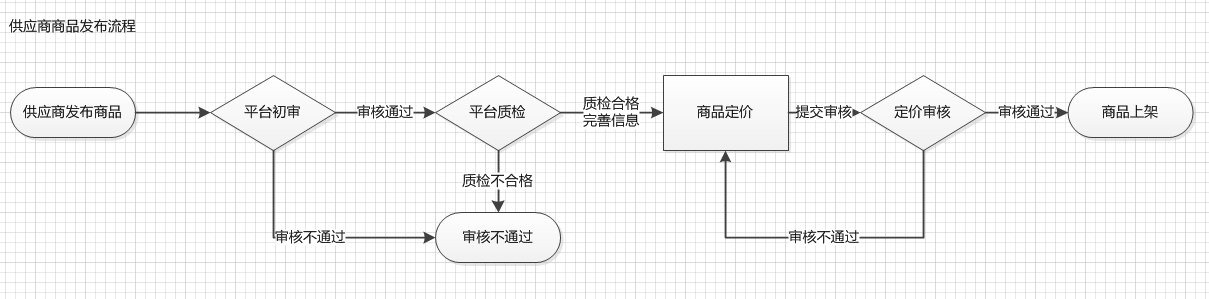 供应商商品发布流程
供应商发布商品
平台初审
审核通过
平台质检
质检合格
完善信息
商品定价
提交审核
定价审核
审核通过
商品上架
质检不合格
审核不通过
审核不通过
审核不通过